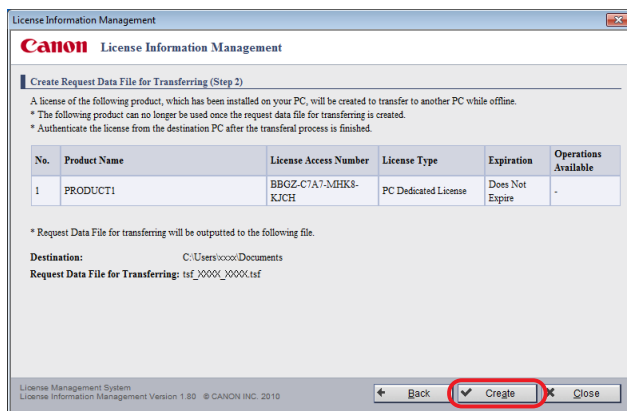 License Information Management
Canon License Information Management
Create Request Data File for Transferring (Step 2)
A license of the following product, which has been installed on your PC, will be created to transfer to another PC while offline.
* The following product can no longer be used once the request data file for transferring is created.
* Authenticate the license from the destination PC after the transferal process is finished.
No. Product Name License Access Number License Type Expiration Operations Available
1 PRODUCT1 BBGZ-C7A7-MHK8-KJCH PC Dedicated License Does Not Expire -
* Request Data File for transferring will be outputted to the following file.
Destination: C:\Users\xxxx\Documents
Request Data File for Transferring: tsf_XXXX_XXXX.tsf
License Management System
License Information Management Version 1.80 © CANON INC. 2010
Back Create Close